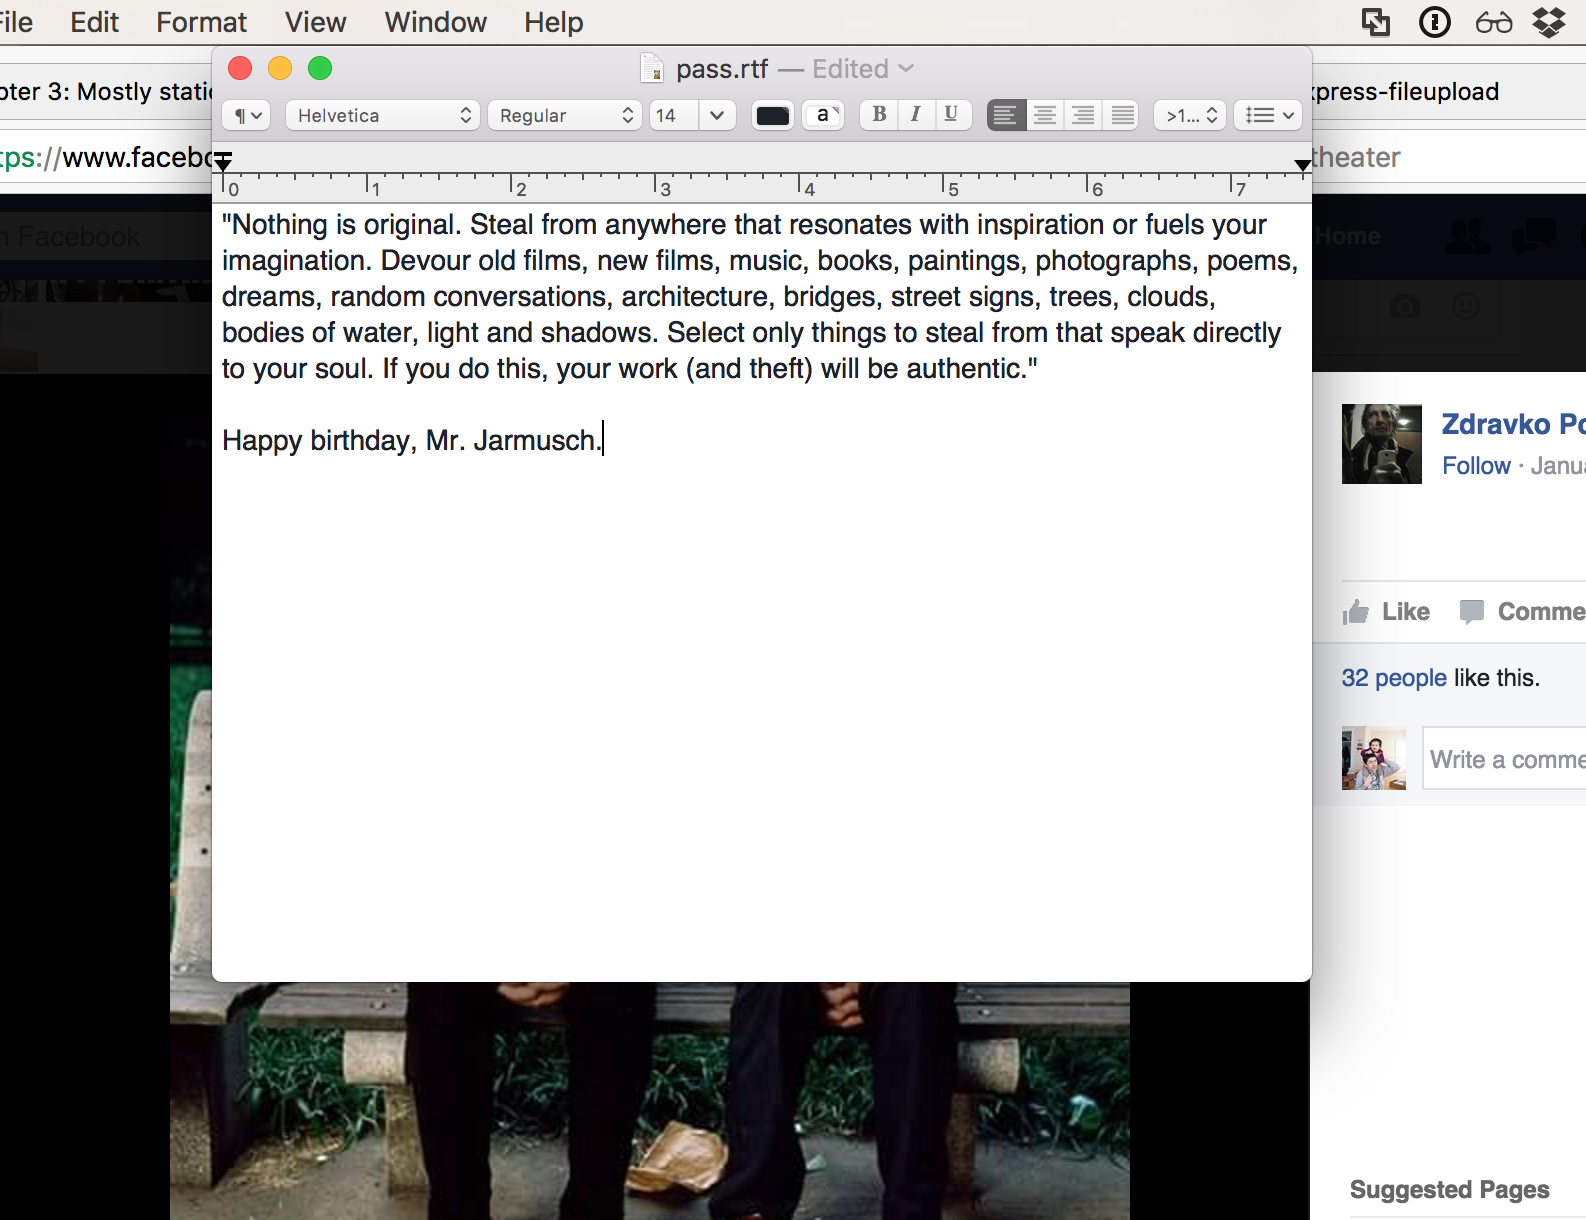 File Edit Format View Window Help
pass.rtf — Edited
oter 3: Mostly static
xpress-fileupload
Helvetica Regular 14 a B I U >1...
tps://www.facebo
theater
0 1 2 3 4 5 6 7
"Nothing is original. Steal from anywhere that resonates with inspiration or fuels your
imagination. Devour old films, new films, music, books, paintings, photographs, poems,
dreams, random conversations, architecture, bridges, street signs, trees, clouds,
bodies of water, light and shadows. Select only things to steal from that speak directly
to your soul. If you do this, your work (and theft) will be authentic."
Happy birthday, Mr. Jarmusch.
n Facebook
Home
Zdravko Po
Follow · Janua
Like Comme
32 people like this.
Write a comme
Suggested Pages